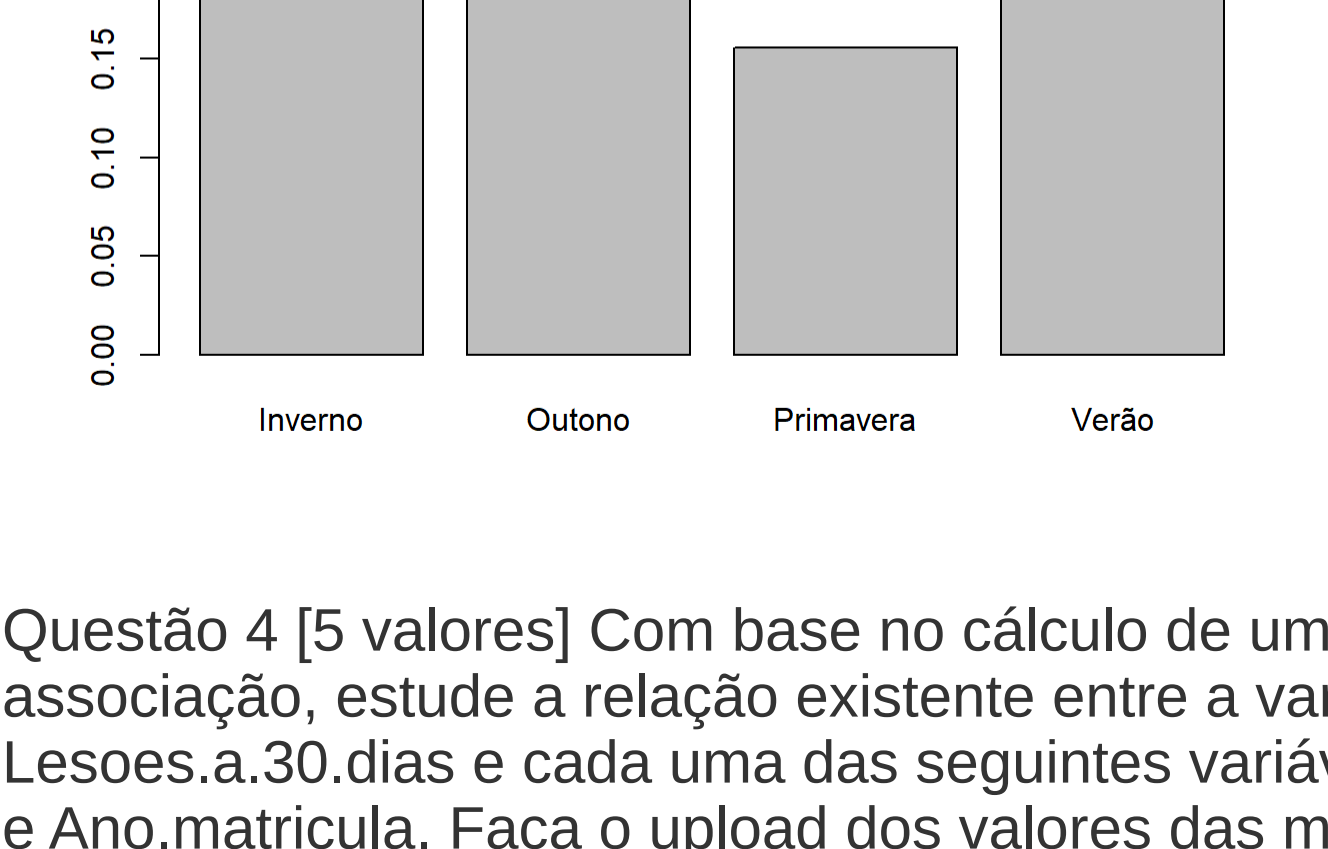 0.15
0.10
0.05
0.00
Inverno Outono Primavera Verão
Questão 4 [5 valores] Com base no cálculo de um
associação, estude a relação existente entre a
Lesoes.a.30.dias e cada uma das seguintes
e Ano.matricula. Faça o upload dos valores das